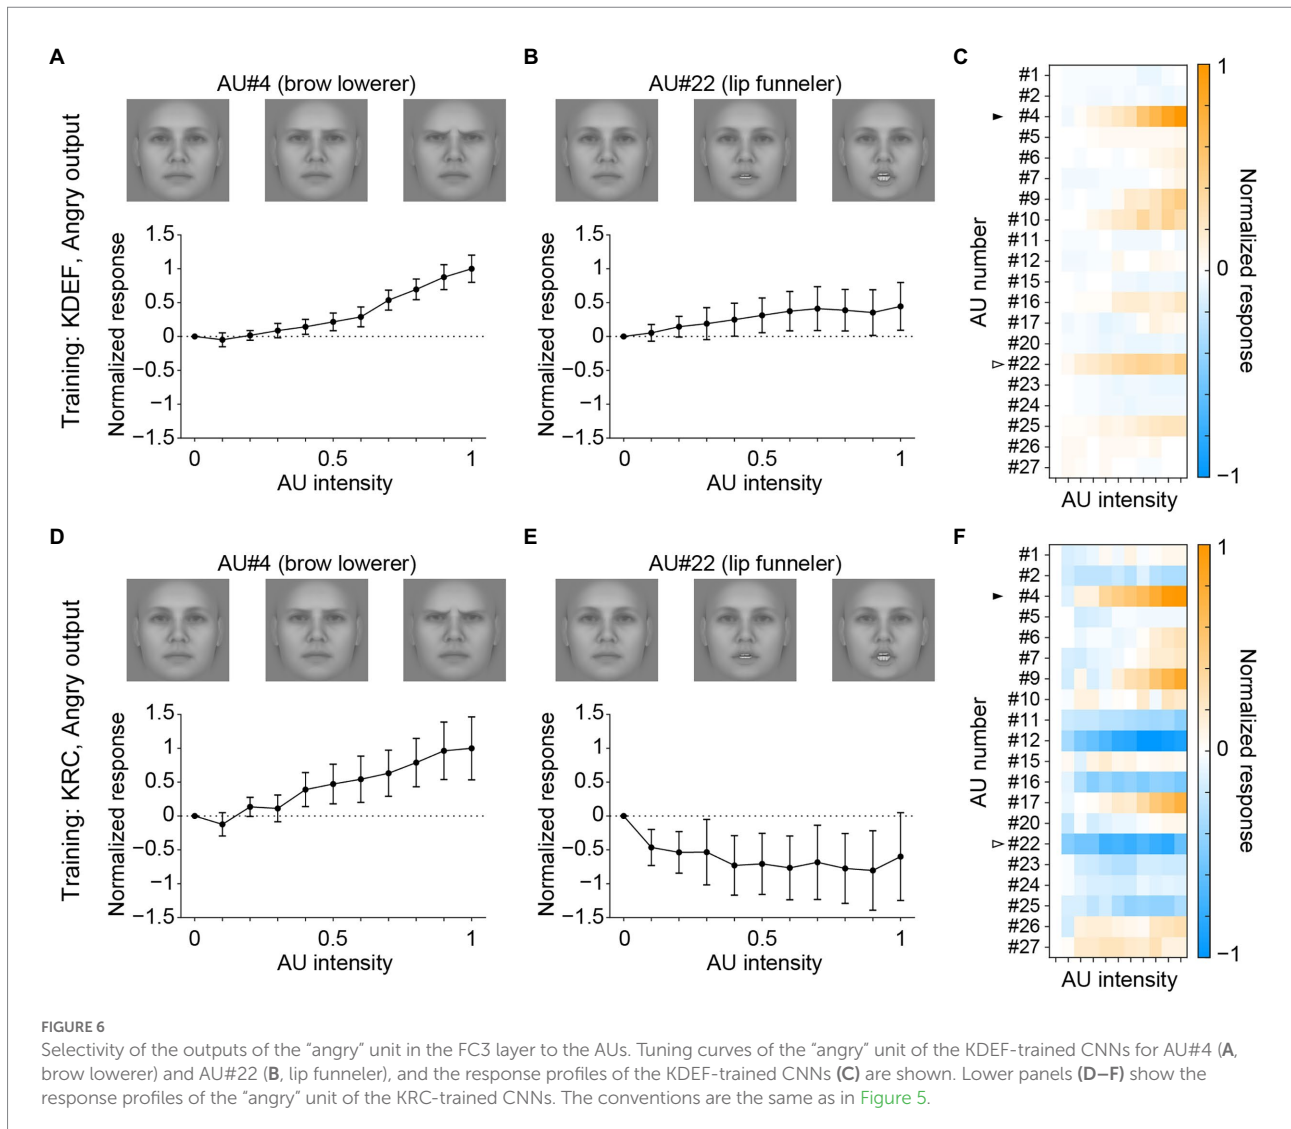 A
AU#4 (brow lowerer)
Training: KDEF, Angry output
Normalized response
1.5
1
0.5
0
−0.5
−1
−1.5
0
0.5
1
AU intensity
B
AU#22 (lip funneler)
Normalized response
1.5
1
0.5
0
−0.5
−1
−1.5
0
0.5
1
AU intensity
C
AU number
#1
#2
#4
#5
#6
#7
#9
#10
#11
#12
#15
#16
#17
#20
#22
#23
#24
#25
#26
#27
AU intensity
1
0
−1
Normalized response
D
AU#4 (brow lowerer)
Training: KRC, Angry output
Normalized response
1.5
1
0.5
0
−0.5
−1
−1.5
0
0.5
1
AU intensity
E
AU#22 (lip funneler)
Normalized response
1.5
1
0.5
0
−0.5
−1
−1.5
0
0.5
1
AU intensity
F
AU number
#1
#2
#4
#5
#6
#7
#9
#10
#11
#12
#15
#16
#17
#20
#22
#23
#24
#25
#26
#27
AU intensity
1
0
−1
Normalized response
FIGURE 6
Selectivity of the outputs of the “angry” unit in the FC3 layer to the AUs. Tuning curves of the “angry” unit of the KDEF-trained CNNs for AU#4 (A,
brow lowerer) and AU#22 (B, lip funneler), and the response profiles of the KDEF-trained CNNs (C) are shown. Lower panels (D–F) show the
response profiles of the “angry” unit of the KRC-trained CNNs. The conventions are the same as in Figure 5.